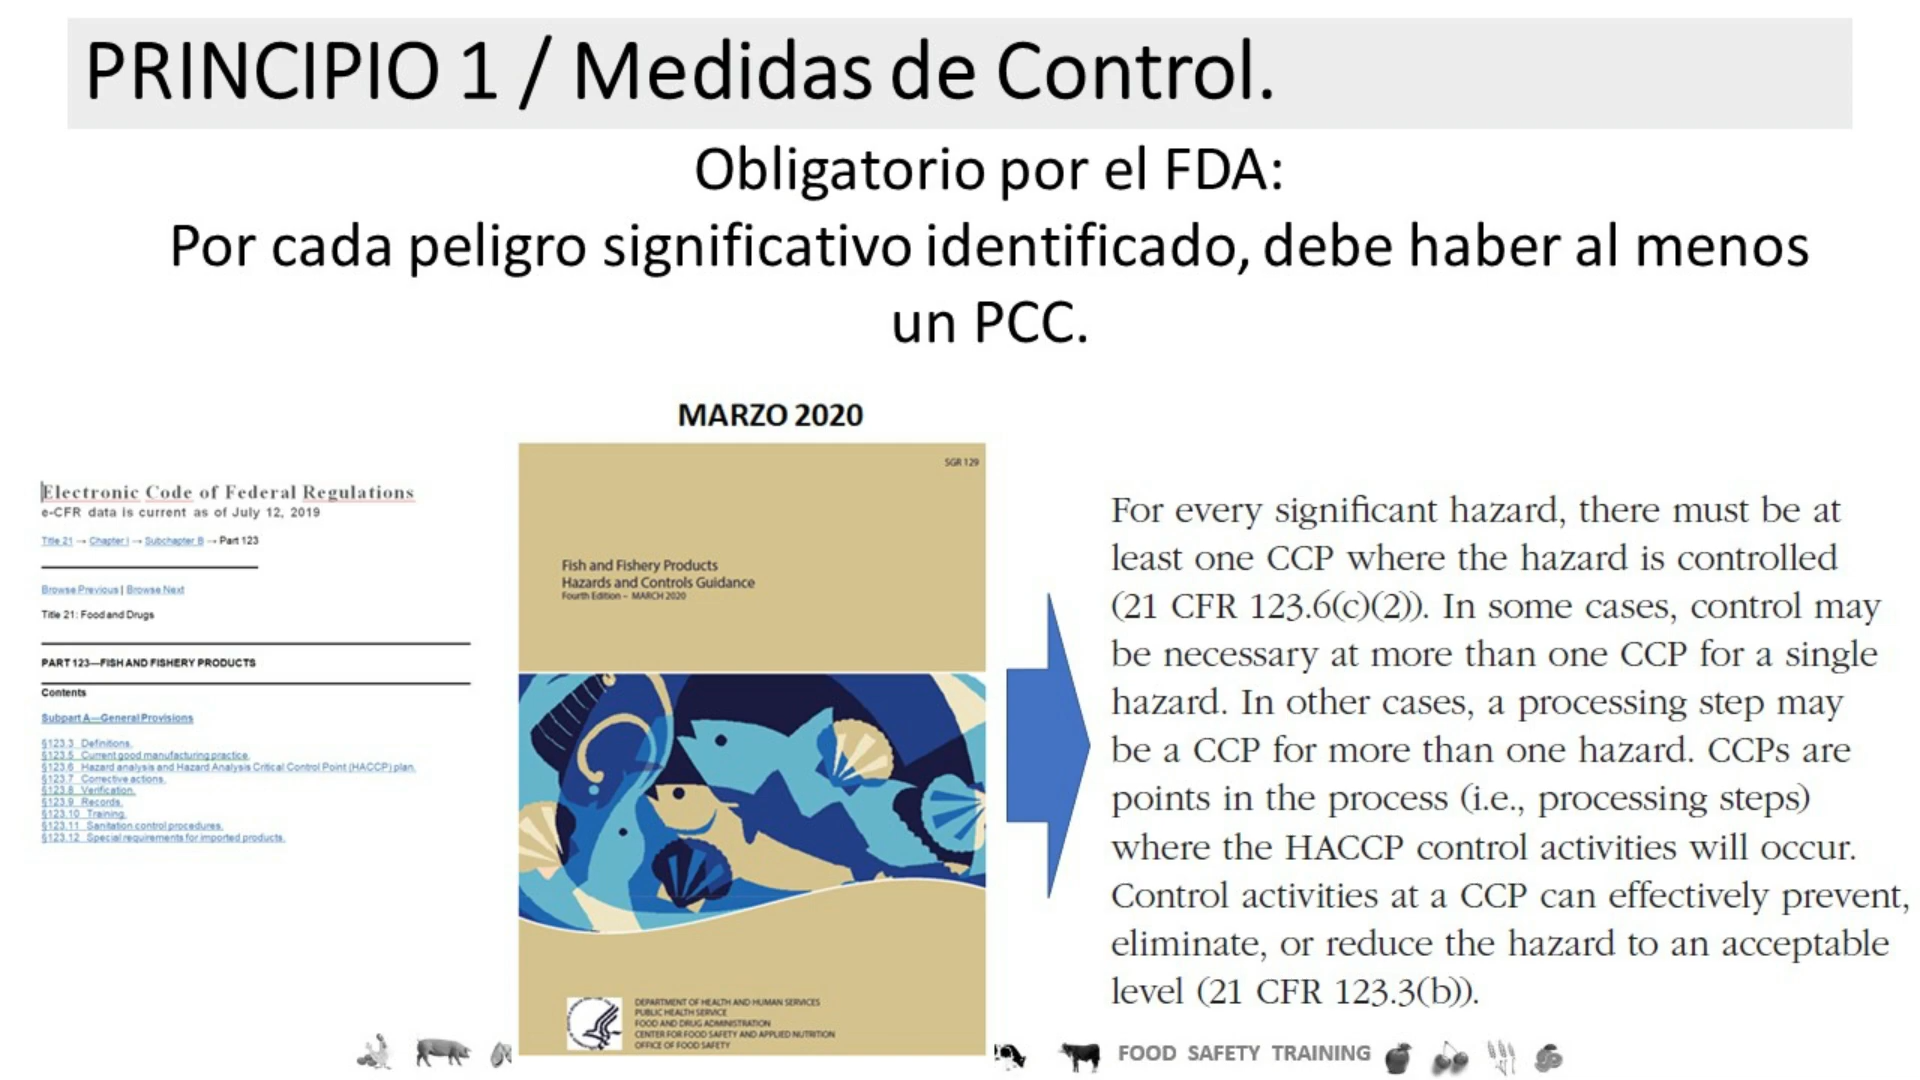 PRINCIPIO 1 / Medidas de Control.
Obligatorio por el FDA:
Por cada peligro significativo identificado, debe haber al menos
un PCC.
MARZO 2020
Electronic Code of Federal Regulations
e-CFR data is current as of July 12, 2019
Title 21 → Chapter I → Subchapter B → Part 123
Browse Previous | Browse Next
Title 21: Food and Drugs
PART 123—FISH AND FISHERY PRODUCTS
Contents
Subpart A—General Provisions
§123.3 Definitions.
§123.5 Current good manufacturing practice.
§123.6 Hazard analysis and Hazard Analysis Critical Control Point (HACCP) plan.
§123.7 Corrective actions.
§123.8 Verification.
§123.9 Records.
§123.10 Training.
§123.11 Sanitation control procedures.
§123.12 Special requirements for imported products.
SGR 129
Fish and Fishery Products
Hazards and Controls Guidance
Fourth Edition – MARCH 2020
DEPARTMENT OF HEALTH AND HUMAN SERVICES
PUBLIC HEALTH SERVICE
FOOD AND DRUG ADMINISTRATION
CENTER FOR FOOD SAFETY AND APPLIED NUTRITION
OFFICE OF FOOD SAFETY
For every significant hazard, there must be at
least one CCP where the hazard is controlled
(21 CFR 123.6(c)(2)). In some cases, control may
be necessary at more than one CCP for a single
hazard. In other cases, a processing step may
be a CCP for more than one hazard. CCPs are
points in the process (i.e., processing steps)
where the HACCP control activities will occur.
Control activities at a CCP can effectively prevent,
eliminate, or reduce the hazard to an acceptable
level (21 CFR 123.3(b)).
FOOD SAFETY TRAINING